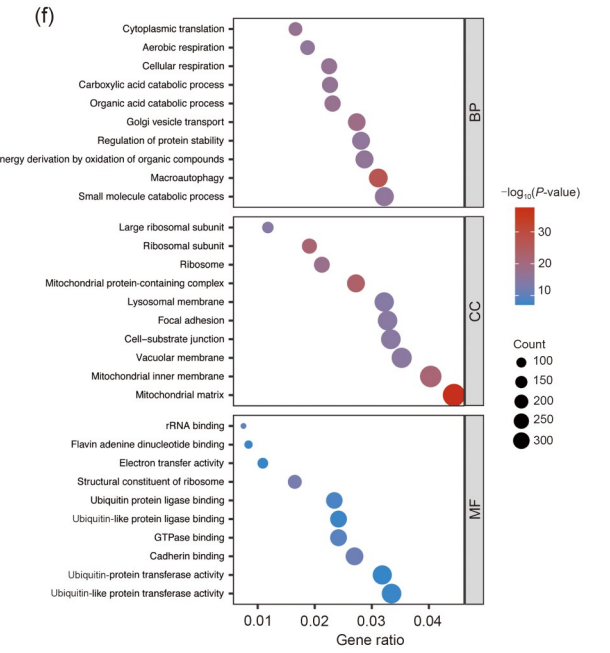 (f)
Cytoplasmic translation
Aerobic respiration
Cellular respiration
Carboxylic acid catabolic process
Organic acid catabolic process
Golgi vesicle transport
Regulation of protein stability
nergy derivation by oxidation of organic compounds
Macroautophagy
Small molecule catabolic process
BP
Large ribosomal subunit
Ribosomal subunit
Ribosome
Mitochondrial protein-containing complex
Lysosomal membrane
Focal adhesion
Cell−substrate junction
Vacuolar membrane
Mitochondrial inner membrane
Mitochondrial matrix
CC
rRNA binding
Flavin adenine dinucleotide binding
Electron transfer activity
Structural constituent of ribosome
Ubiquitin protein ligase binding
Ubiquitin-like protein ligase binding
GTPase binding
Cadherin binding
Ubiquitin-protein transferase activity
Ubiquitin-like protein transferase activity
MF
0.01 0.02 0.03 0.04
Gene ratio
−log₁₀(P-value)
30
20
10
Count
100
150
200
250
300